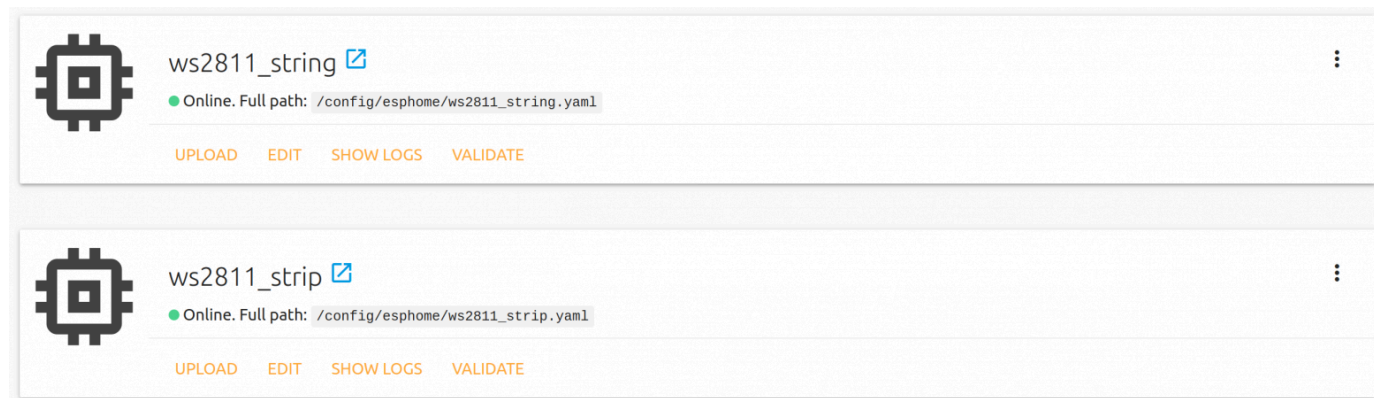 ws2811_string
Online. Full path: /config/esphome/ws2811_string.yaml
UPLOAD EDIT SHOW LOGS VALIDATE
ws2811_strip
Online. Full path: /config/esphome/ws2811_strip.yaml
UPLOAD EDIT SHOW LOGS VALIDATE